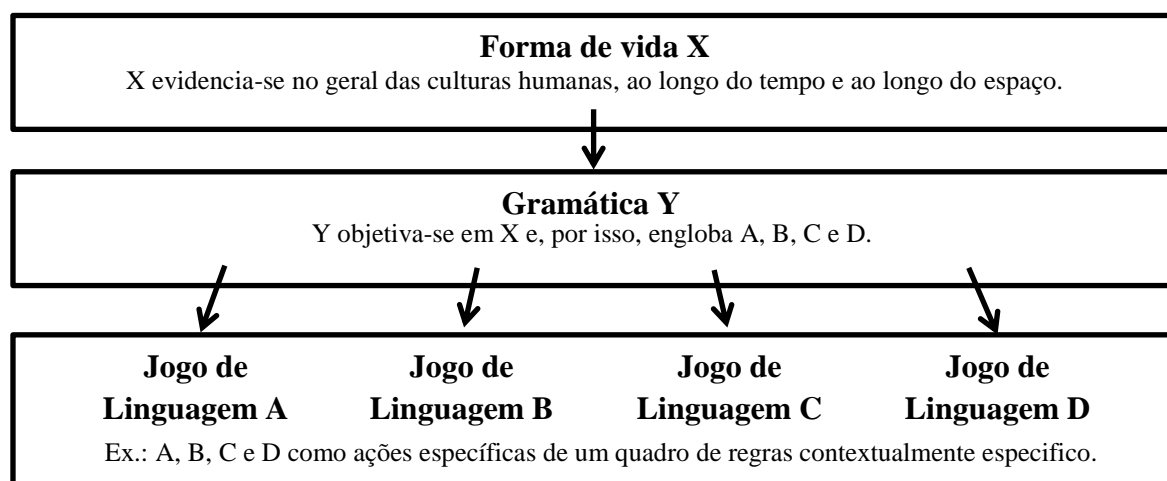 Forma de vida X
X evidencia-se no geral das culturas humanas, ao longo do tempo e ao longo do espaço.
Gramática Y
Y objetiva-se em X e, por isso, engloba A, B, C e D.
Jogo de Linguagem A
Jogo de Linguagem B
Jogo de Linguagem C
Jogo de Linguagem D
Ex.: A, B, C e D como ações específicas de um quadro de regras contextualmente especifico.